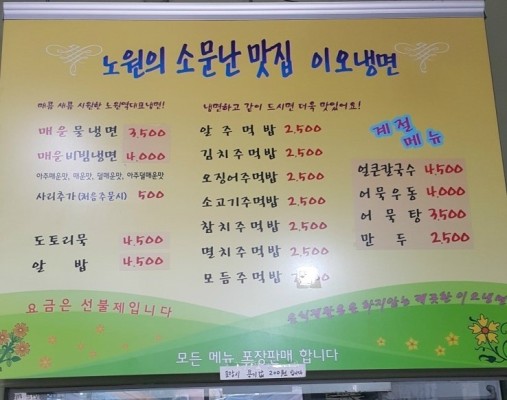 노원의 소문난 맛집 이오냉면
매콤 새콤 시원한 노원역대표냉면!
매운물냉면 3,500
매운비빔냉면 4,000
아주매운맛, 매운맛, 덜매운맛, 아주덜매운맛
사리추가(처음주문시) 500
도토리묵 4,500
알밥 4,500
냉면하고 같이 드시면 더욱 맛있어요!
알주먹밥 2,500
김치주먹밥 2,500
오징어주먹밥 2,500
소고기주먹밥 2,500
참치주먹밥 2,500
멸치주먹밥 2,500
모듬주먹밥
계절
메뉴
얼큰칼국수 4,500
어묵우동 4,000
어묵탕 3,500
만두 2,500
요금은 선불제입니다
이오냉면
모든 메뉴 포장판매 합니다